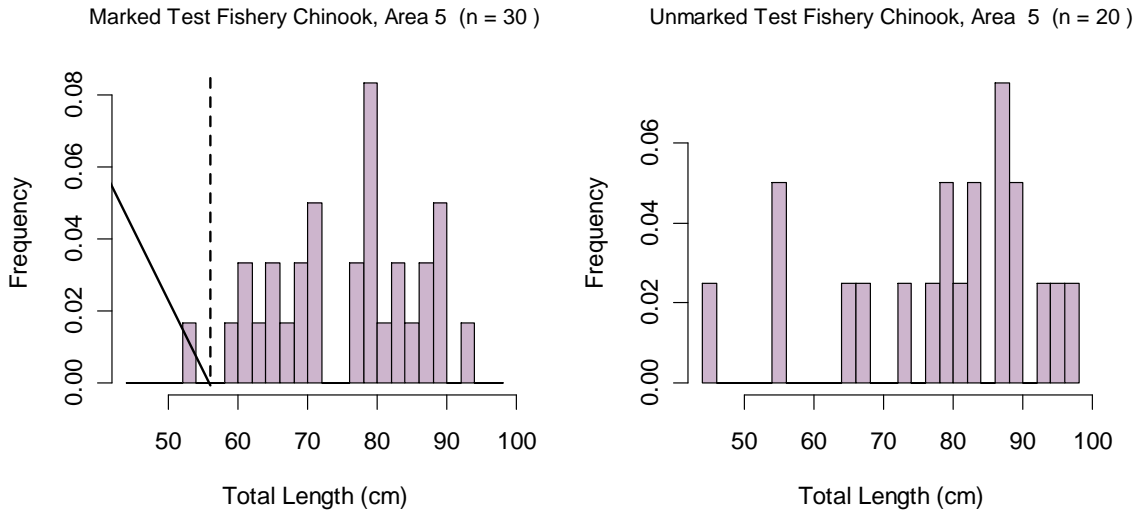 Marked Test Fishery Chinook, Area 5 (n = 30 )
Frequency
0.08
0.06
0.04
0.02
0.00
50 60 70 80 90 100
Total Length (cm)
Unmarked Test Fishery Chinook, Area 5 (n = 20 )
Frequency
0.06
0.04
0.02
0.00
50 60 70 80 90 100
Total Length (cm)